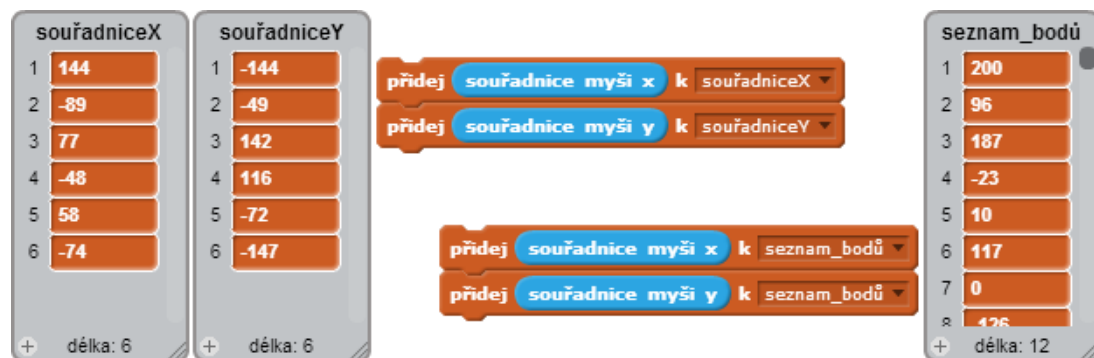 souřadniceX
1 144
2 -89
3 77
4 -48
5 58
6 -74
+ délka: 6
souřadniceY
1 -144
2 -49
3 142
4 116
5 -72
6 -147
+ délka: 6
přidej souřadnice myši x k souřadniceX
přidej souřadnice myši y k souřadniceY
přidej souřadnice myši x k seznam_bodů
přidej souřadnice myši y k seznam_bodů
seznam_bodů
1 200
2 96
3 187
4 -23
5 10
6 117
7 0
8 -126
+ délka: 12